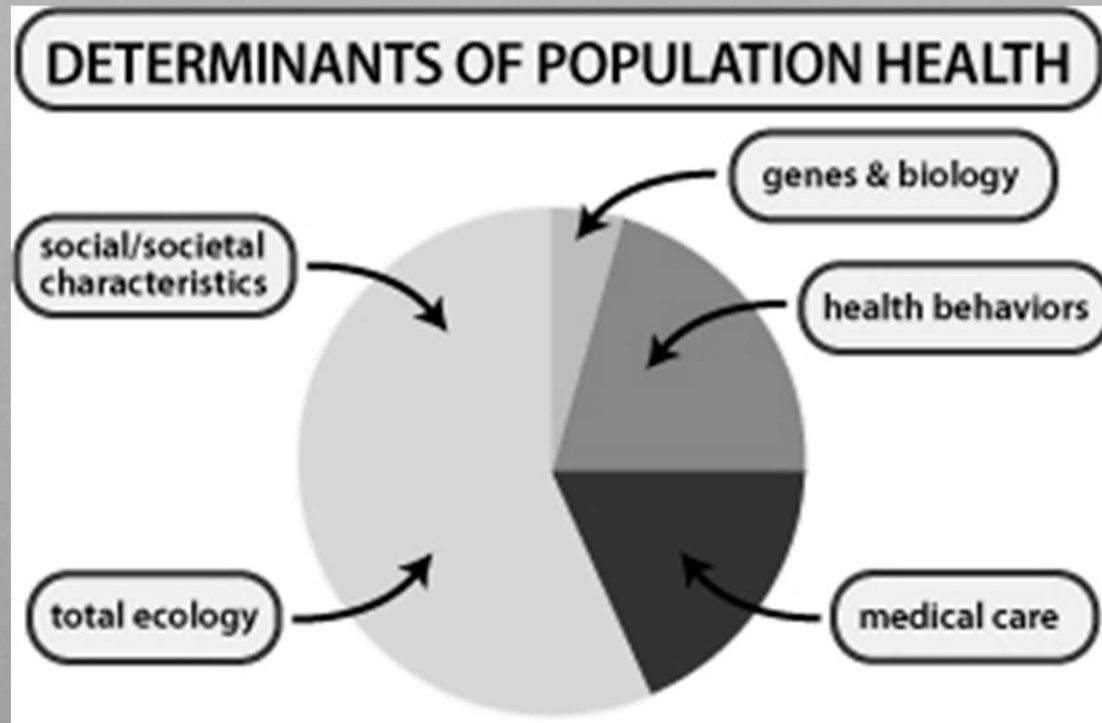 DETERMINANTS OF POPULATION HEALTH
genes & biology
social/societal
characteristics
health behaviors
total ecology
medical care